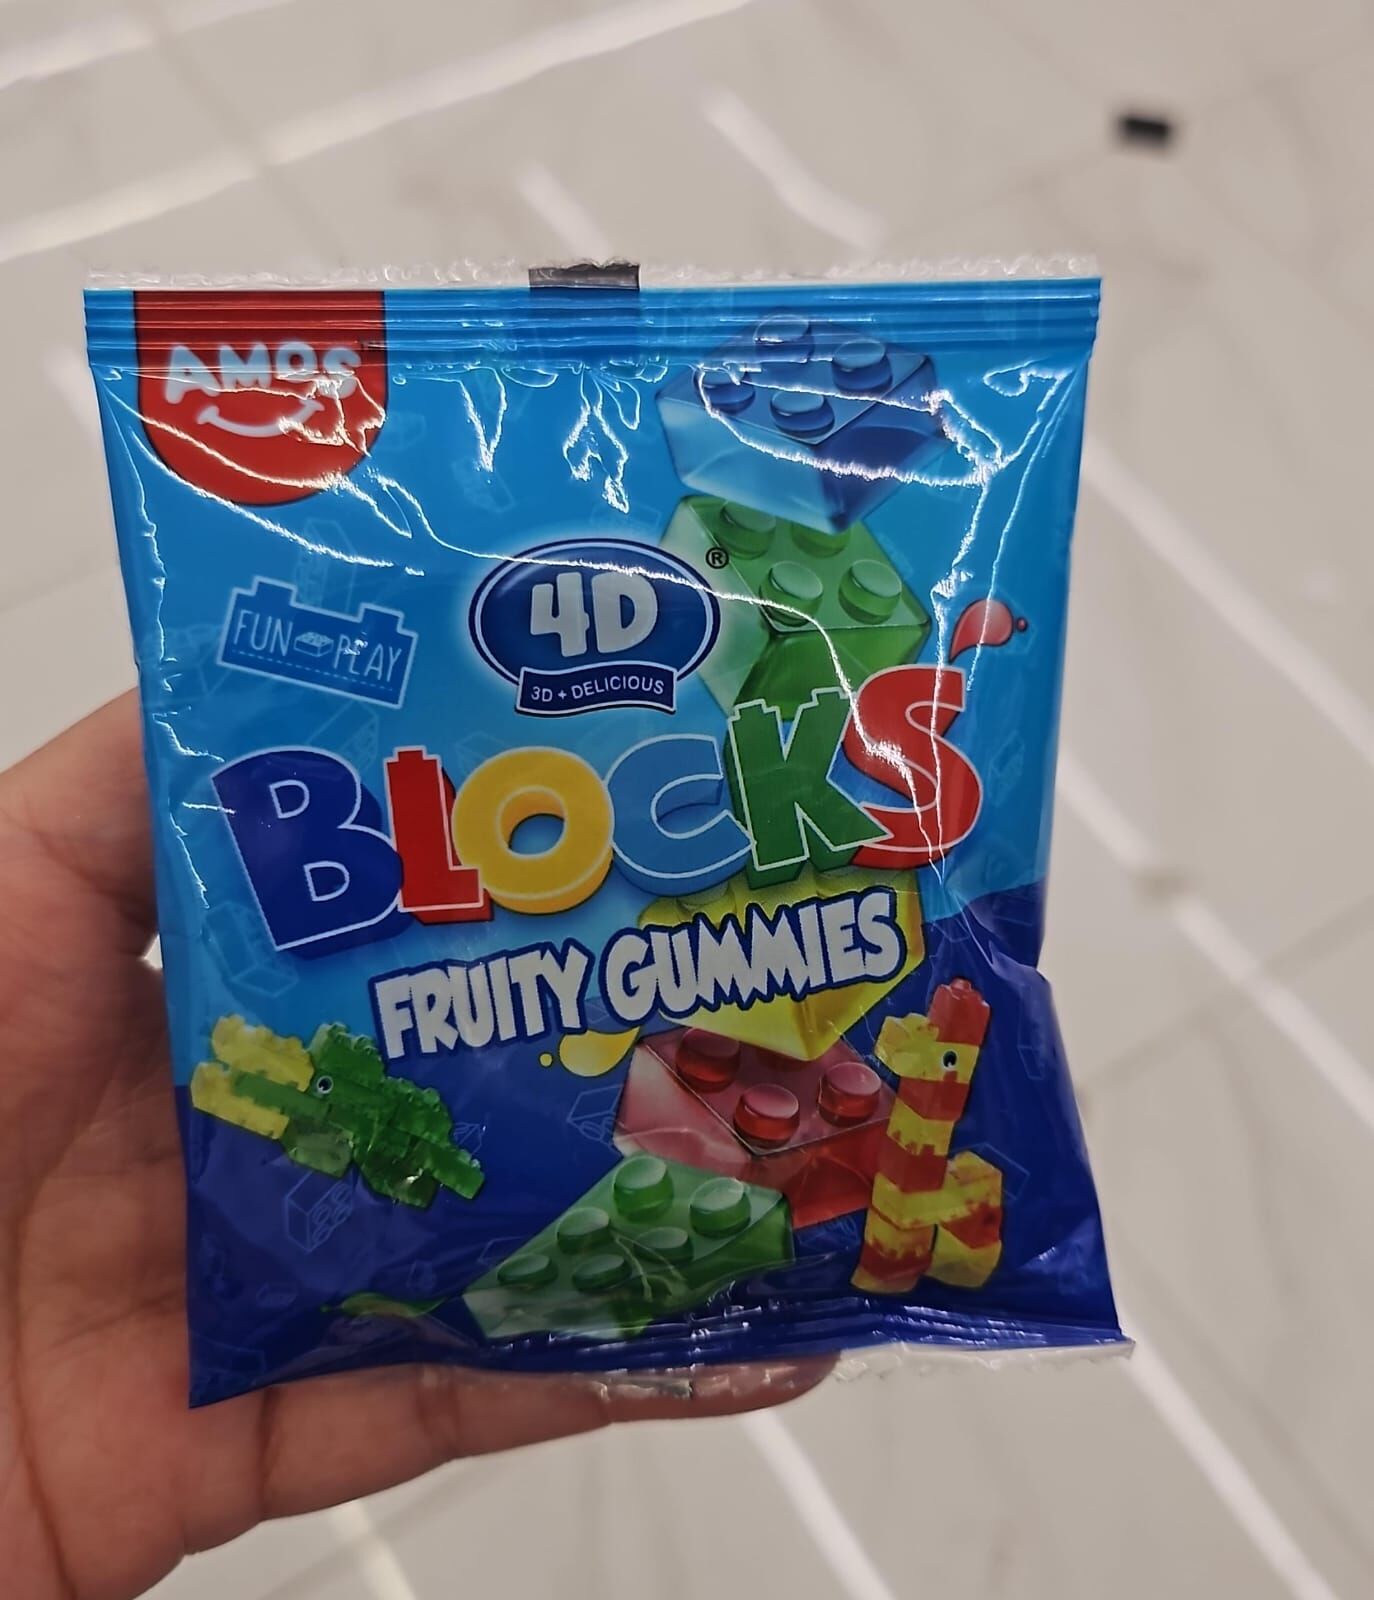 AMOS
4D
®
3D + DELICIOUS
FUN PLAY
BLOCKS
FRUITY GUMMIES